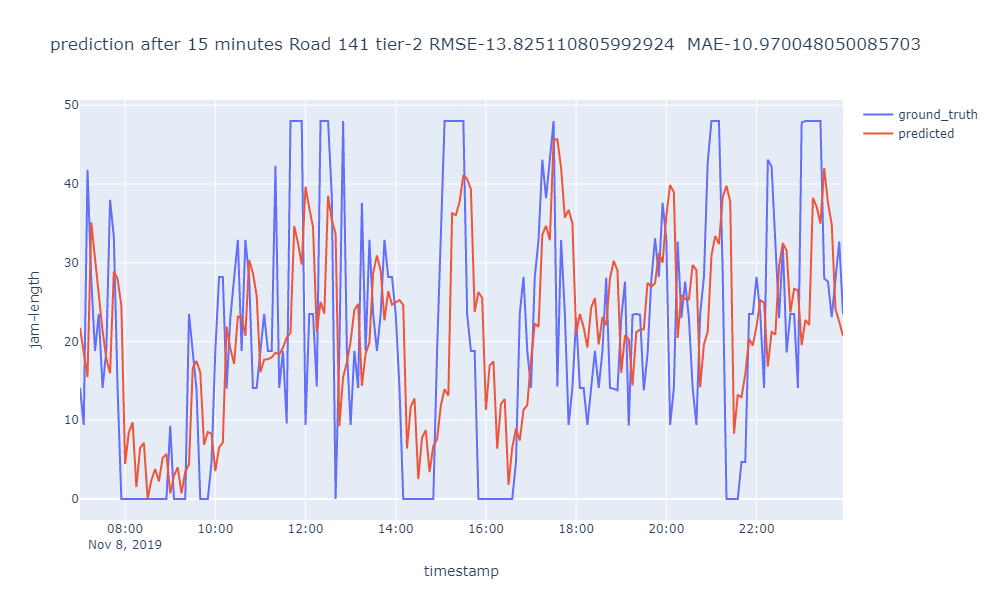 prediction after 15 minutes Road 141 tier-2 RMSE-13.825110805992924  MAE-10.970048050085703
ground_truth
predicted
50
40
30
20
10
0
jam-length
08:00 10:00 12:00 14:00 16:00 18:00 20:00 22:00
Nov 8, 2019
timestamp